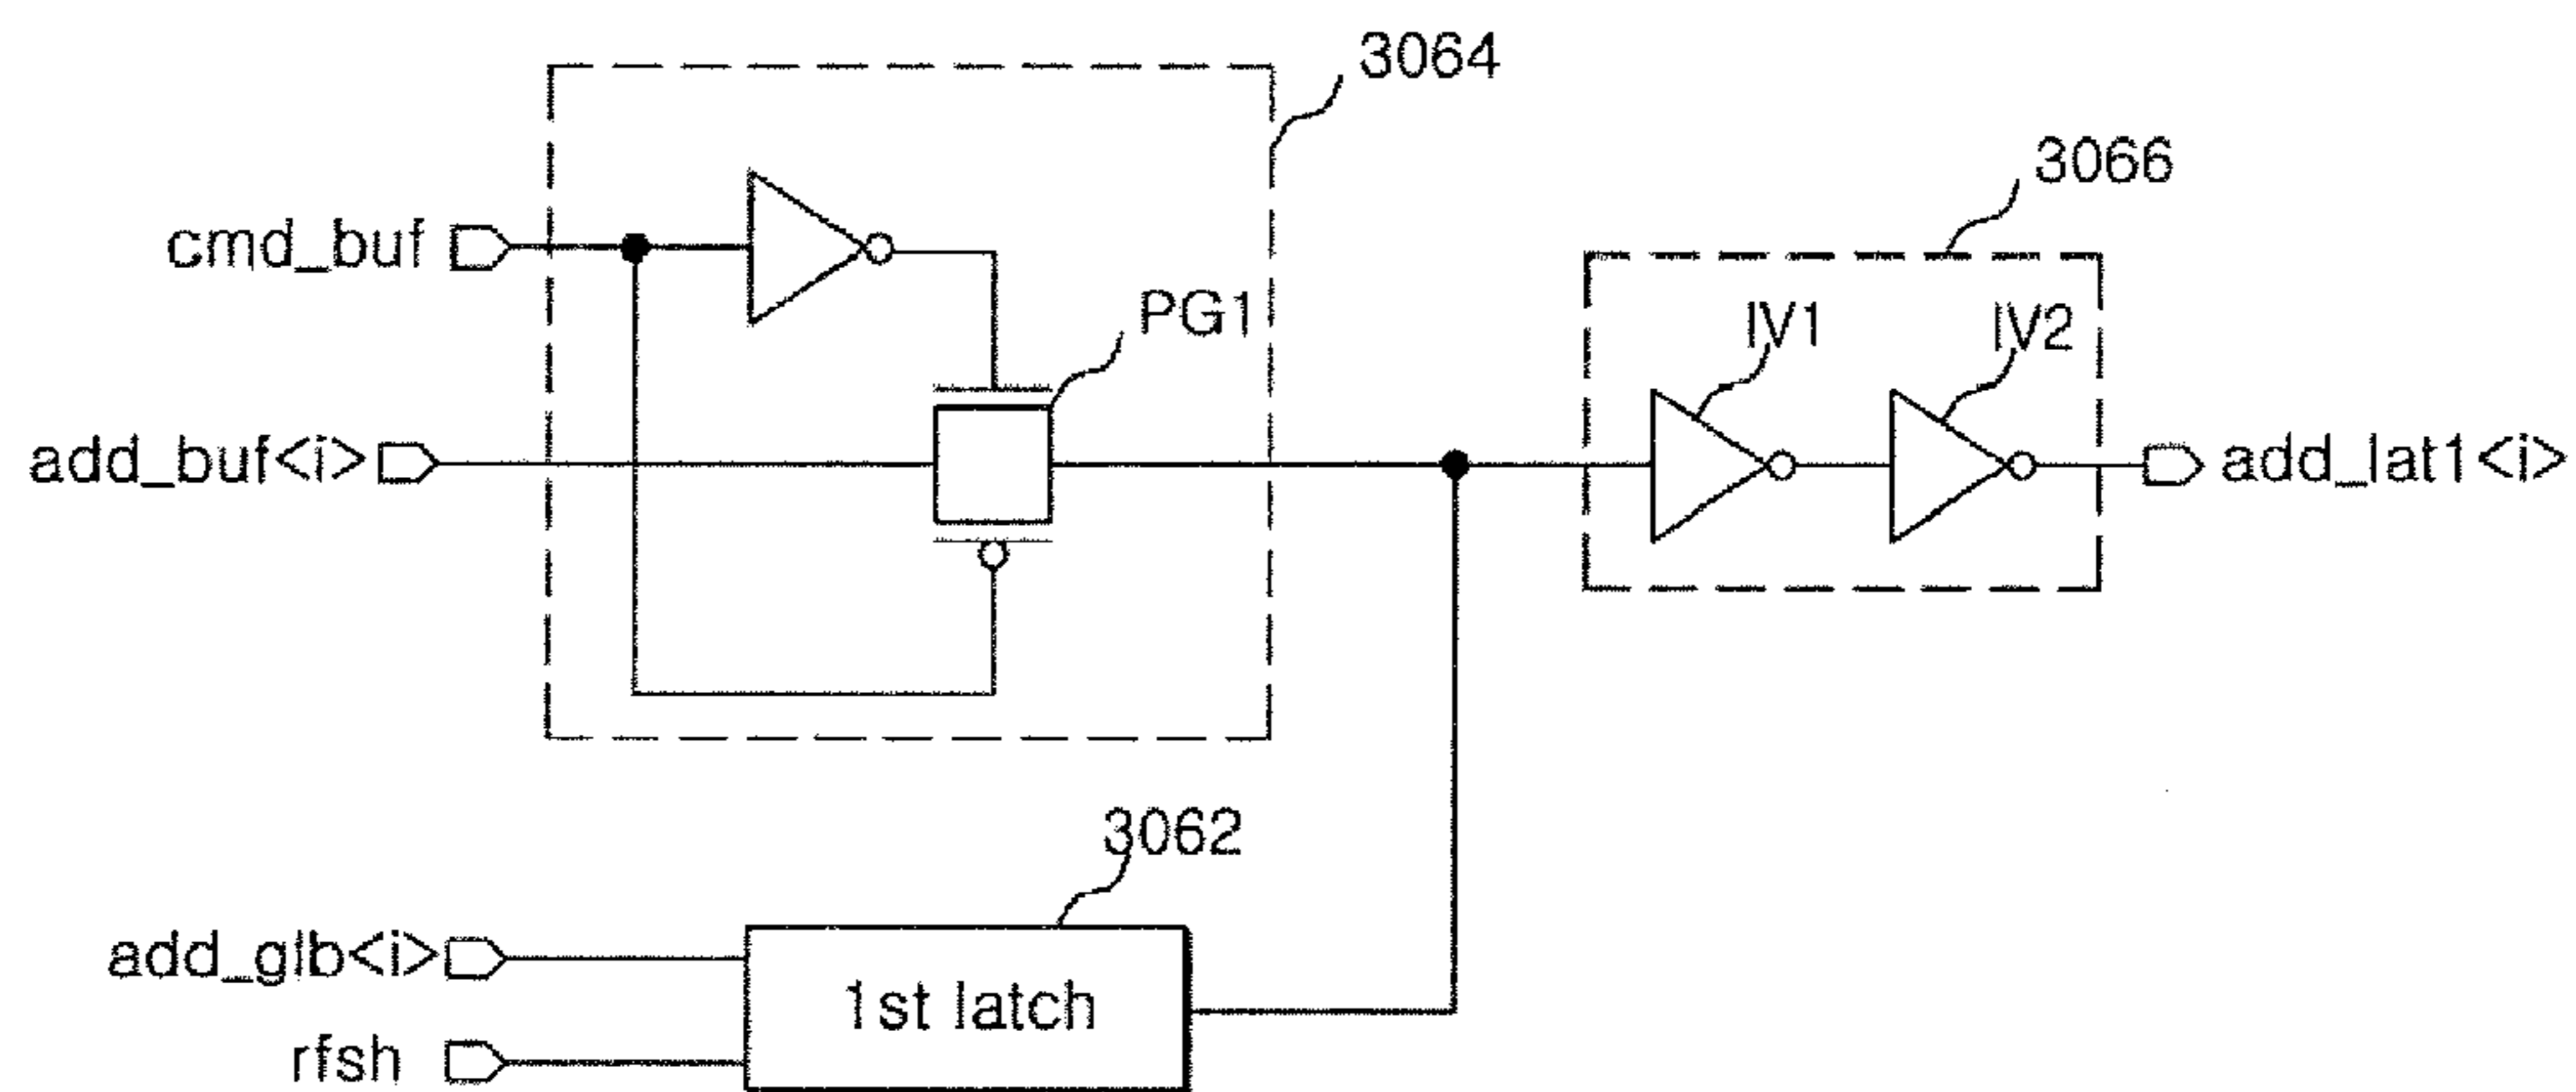 3064
3066
cmd_buf
PG1
IV1
IV2
add_buf<i>
add_lat1<i>
3062
add_glb<i>
1st latch
rfsh